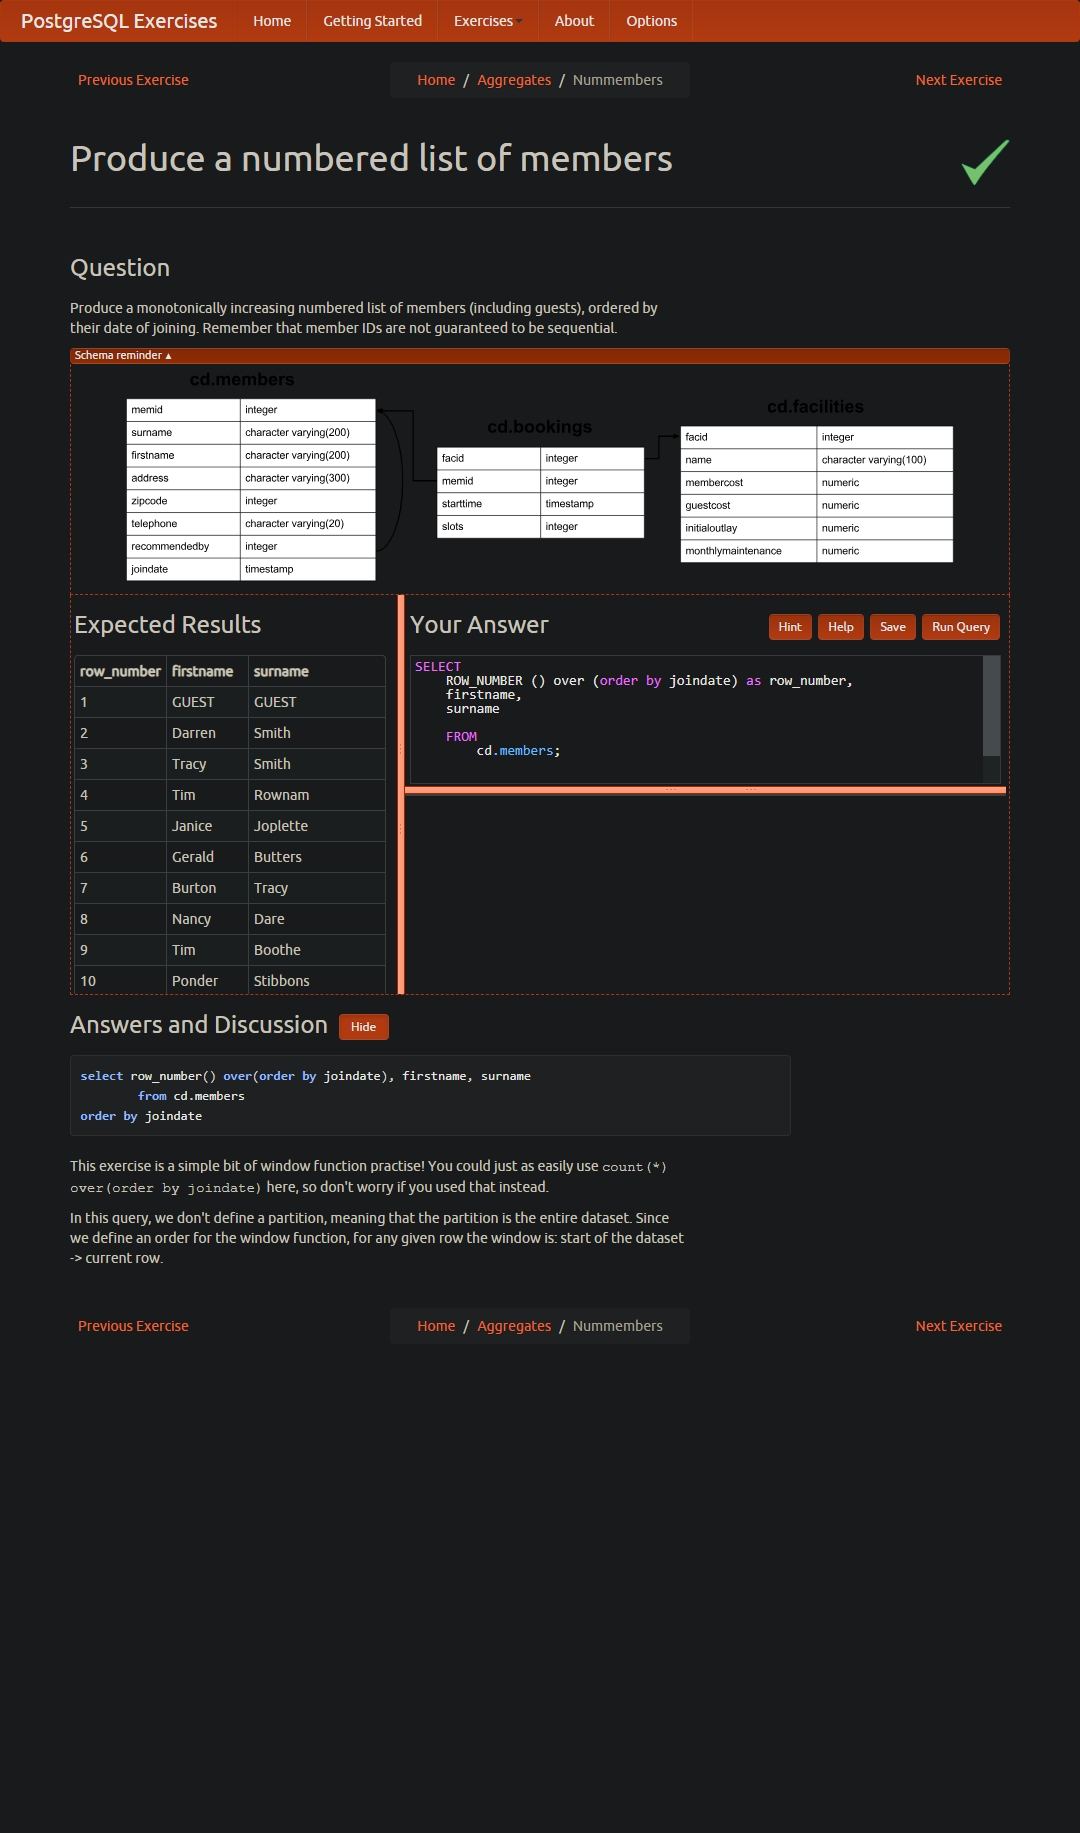 PostgreSQL Exercises Home Getting Started Exercises About Options
Previous Exercise Home / Aggregates / Nummembers Next Exercise
Produce a numbered list of members
Question
Produce a monotonically increasing numbered list of members (including guests), ordered by
their date of joining. Remember that member IDs are not guaranteed to be sequential.
Schema reminder ▲
cd.members
memid integer
surname character varying(200)
firstname character varying(200)
address character varying(300)
zipcode integer
telephone character varying(20)
recommendedby integer
joindate timestamp
cd.bookings
facid integer
memid integer
starttime timestamp
slots integer
cd.facilities
facid integer
name character varying(100)
membercost numeric
guestcost numeric
initialoutlay numeric
monthlymaintenance numeric
Expected Results
row_number firstname surname
1 GUEST GUEST
2 Darren Smith
3 Tracy Smith
4 Tim Rownam
5 Janice Joplette
6 Gerald Butters
7 Burton Tracy
8 Nancy Dare
9 Tim Boothe
10 Ponder Stibbons
Your Answer Hint Help Save Run Query
SELECT
ROW_NUMBER () over (order by joindate) as row_number,
firstname,
surname
FROM
cd.members;
Answers and Discussion Hide
select row_number() over(order by joindate), firstname, surname
from cd.members
order by joindate
This exercise is a simple bit of window function practise! You could just as easily use count(*)
over(order by joindate) here, so don't worry if you used that instead.
In this query, we don't define a partition, meaning that the partition is the entire dataset. Since
we define an order for the window function, for any given row the window is: start of the dataset
-> current row.
Previous Exercise Home / Aggregates / Nummembers Next Exercise